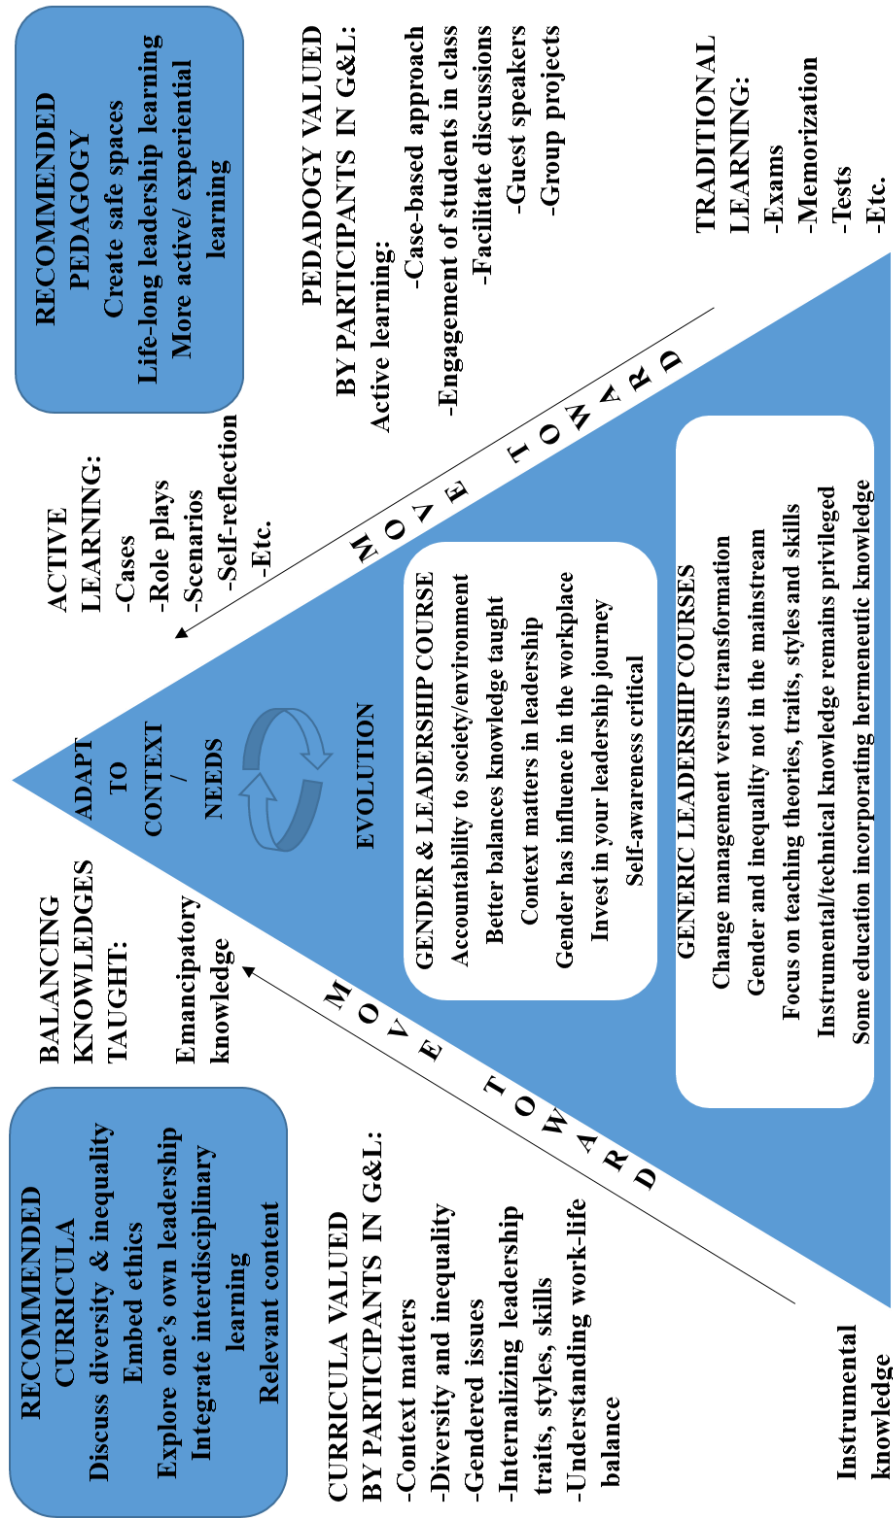 RECOMMENDED
CURRICULA
Discuss diversity & inequality
Embed ethics
Explore one’s own leadership
Integrate interdisciplinary
learning
Relevant content
BALANCING
KNOWLEDGES
TAUGHT:
Emancipatory
knowledge
ADAPT
TO
CONTEXT
/
NEEDS
EVOLUTION
ACTIVE
LEARNING:
-Cases
-Role plays
-Scenarios
-Self-reflection
-Etc.
RECOMMENDED
PEDAGOGY
Create safe spaces
Life-long leadership learning
More active/ experiential
learning
CURRICULA VALUED
BY PARTICIPANTS IN G&L:
-Context matters
-Diversity and inequality
-Gendered issues
-Internalizing leadership
traits, styles, skills
-Understanding work-life
balance
MOVE TOWARD
GENDER & LEADERSHIP COURSE
Accountability to society/environment
Better balances knowledge taught
Context matters in leadership
Gender has influence in the workplace
Invest in your leadership journey
Self-awareness critical
MOVE TOWARD
PEDADOGY VALUED
BY PARTICIPANTS IN G&L:
Active learning:
-Case-based approach
-Engagement of students in class
-Facilitate discussions
-Guest speakers
-Group projects
GENERIC LEADERSHIP COURSES
Change management versus transformation
Gender and inequality not in the mainstream
Focus on teaching theories, traits, styles and skills
Instrumental/technical knowledge remains privileged
Some education incorporating hermeneutic knowledge
Instrumental
knowledge
TRADITIONAL
LEARNING:
-Exams
-Memorization
-Tests
-Etc.